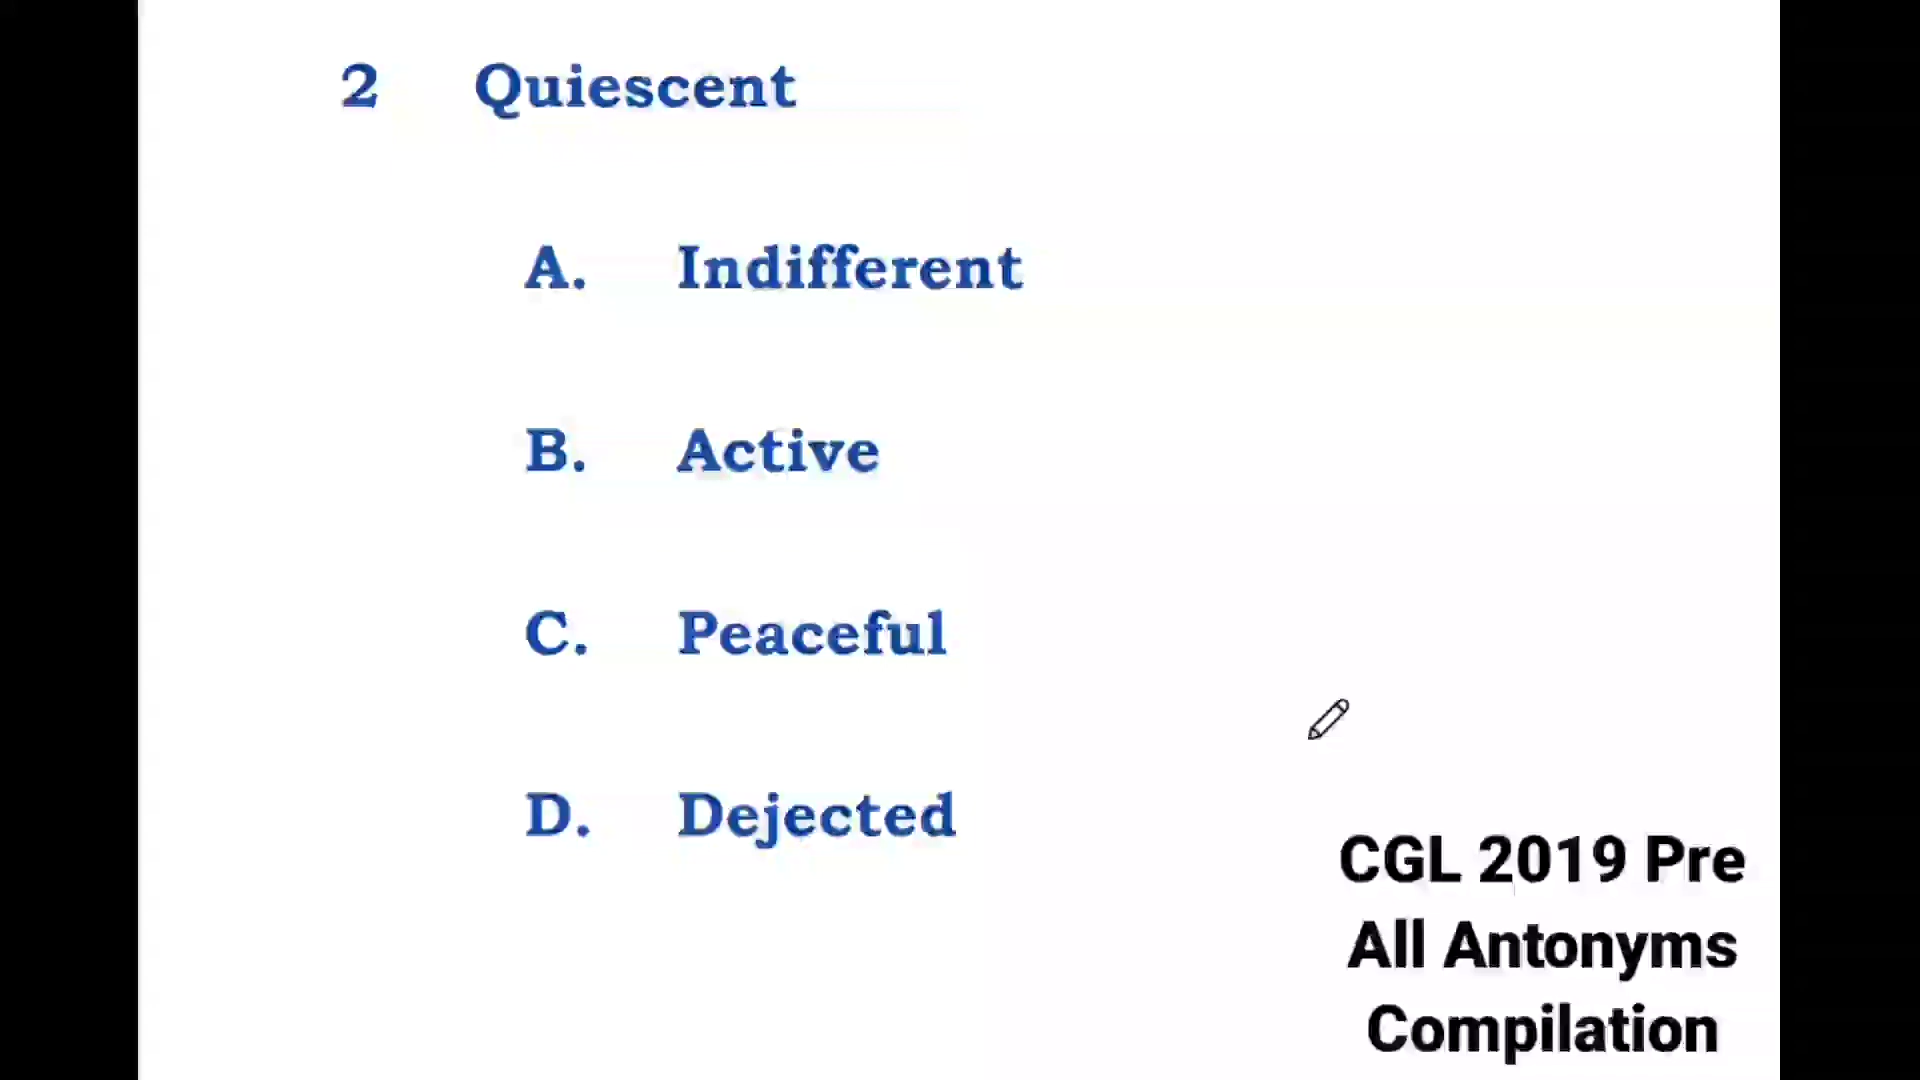 2 Quiescent
A. Indifferent
B. Active
C. Peaceful
D. Dejected
CGL 2019 Pre
All Antonyms
Compilation